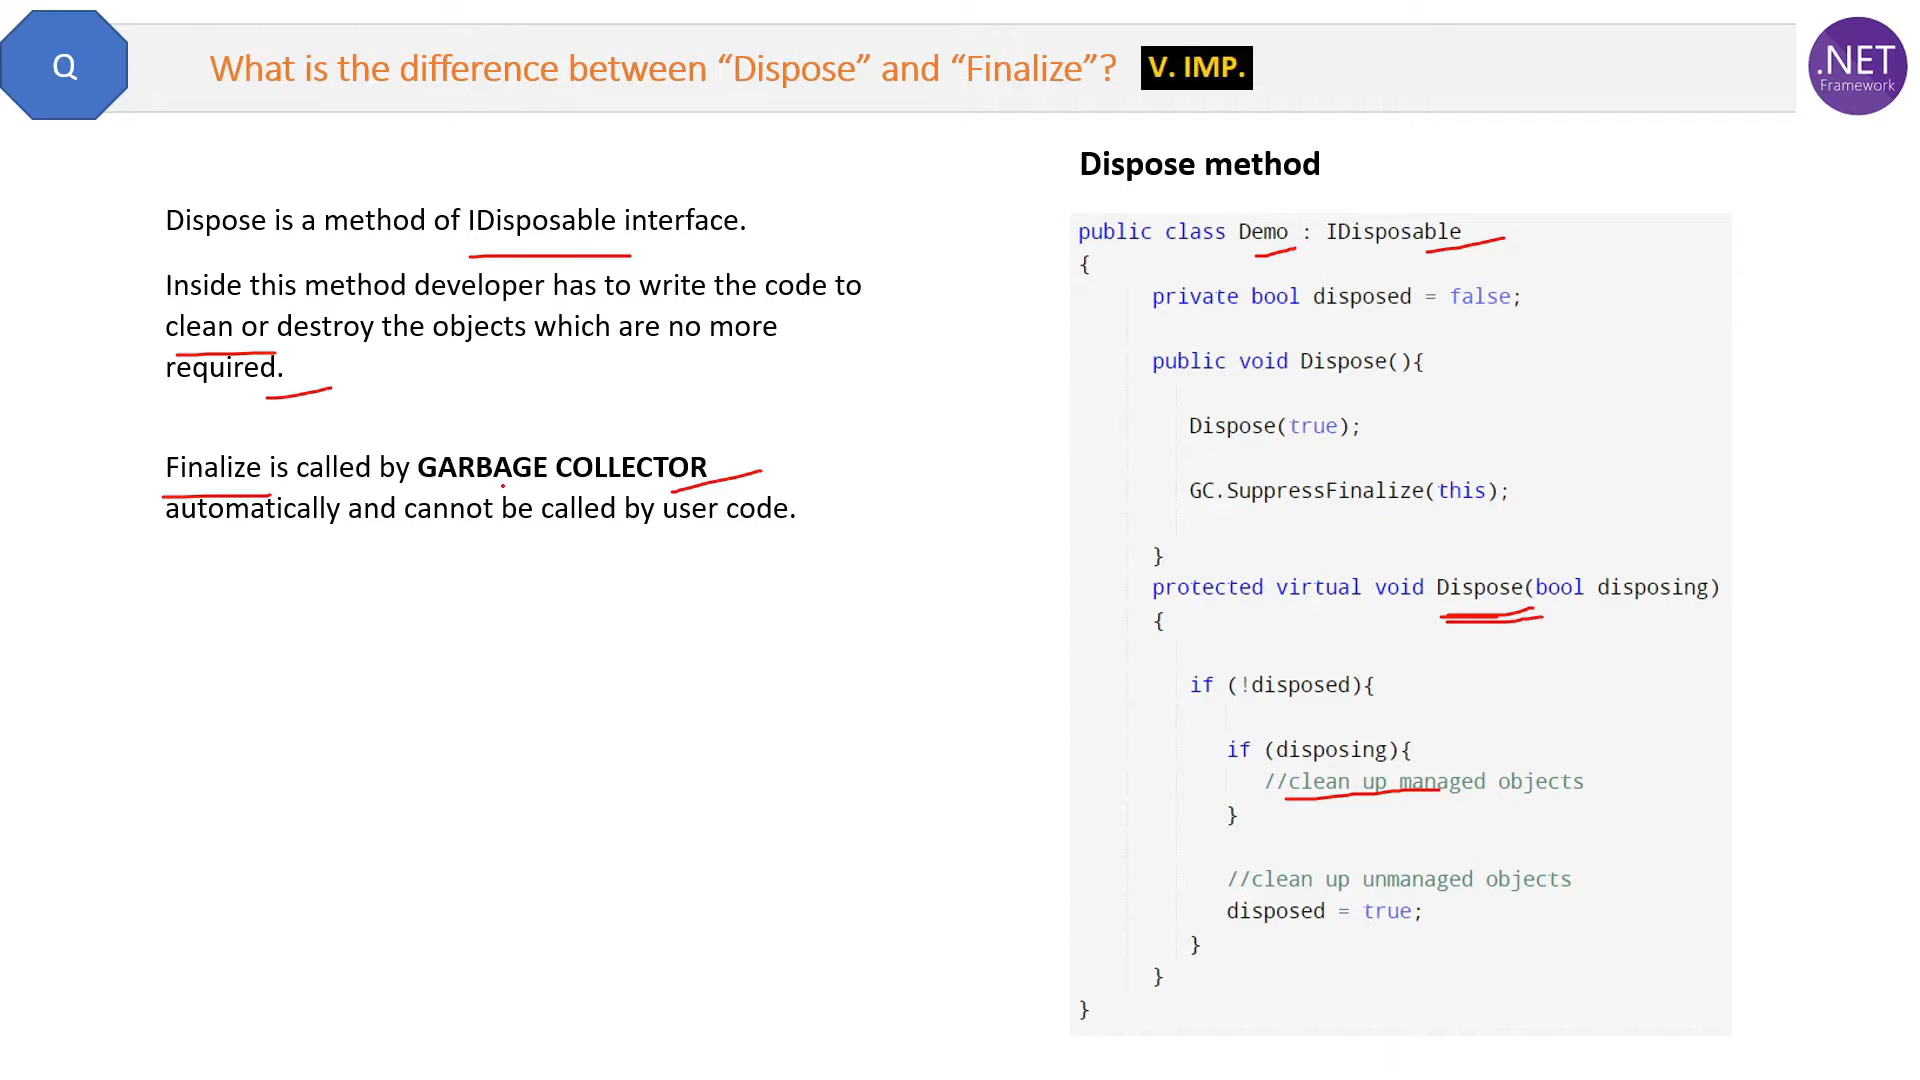 Q
What is the difference between “Dispose” and “Finalize”?
V. IMP.
.NET
Framework
Dispose is a method of IDisposable interface.
Inside this method developer has to write the code to
clean or destroy the objects which are no more
required.
Finalize is called by GARBAGE COLLECTOR
automatically and cannot be called by user code.
Dispose method
public class Demo : IDisposable
{
private bool disposed = false;
public void Dispose(){
Dispose(true);
GC.SuppressFinalize(this);
}
protected virtual void Dispose(bool disposing)
{
if (!disposed){
if (disposing){
//clean up managed objects
}
//clean up unmanaged objects
disposed = true;
}
}
}